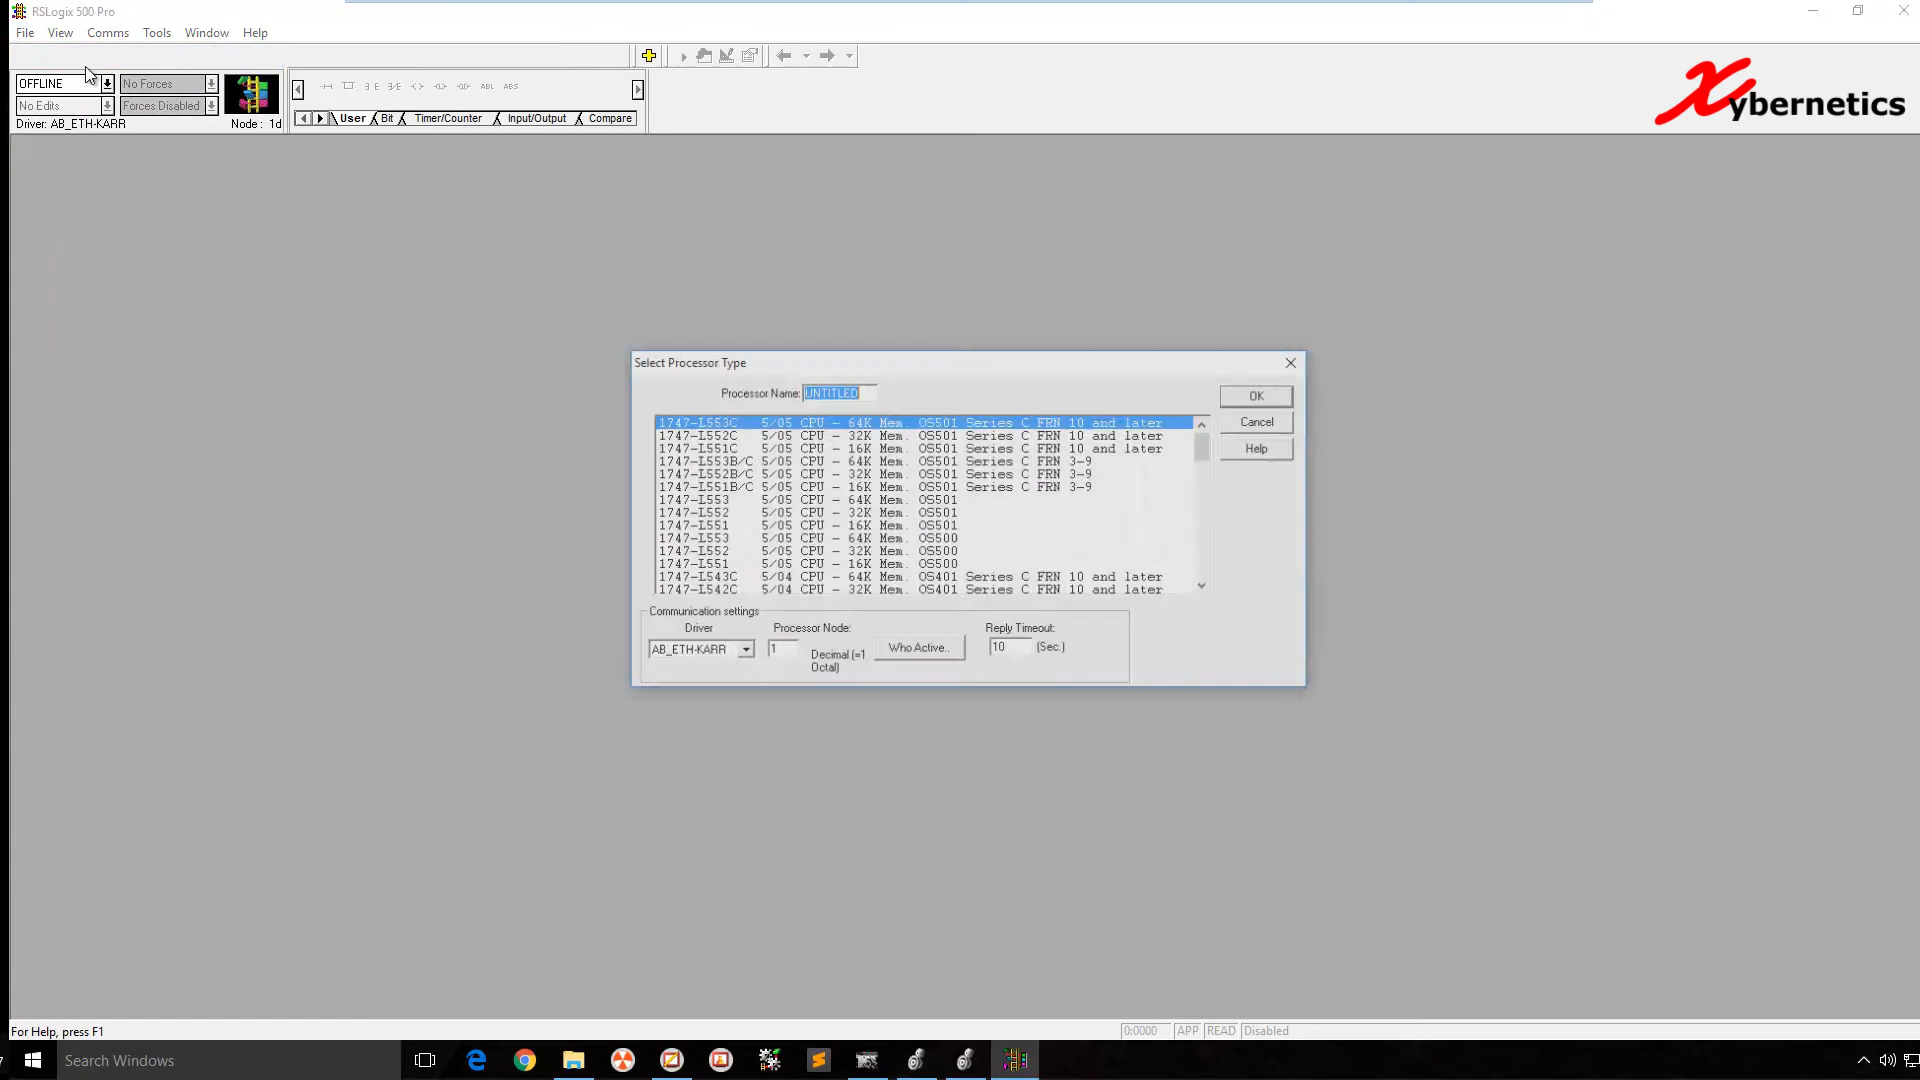 RSLogix 500 Pro
File View Comms Tools Window Help
OFFLINE No Forces
No Edits Forces Disabled
Driver: AB_ETH-KARR Node : 1d
ABL ABS
User Bit Timer/Counter Input/Output Compare
Xybernetics
Select Processor Type
Processor Name: UNTITLED
OK
Cancel
Help
1747-L553C 5/05 CPU - 64K Mem. OS501 Series C FRN 10 and later
1747-L552C 5/05 CPU - 32K Mem. OS501 Series C FRN 10 and later
1747-L551C 5/05 CPU - 16K Mem. OS501 Series C FRN 10 and later
1747-L553B/C 5/05 CPU - 64K Mem. OS501 Series C FRN 3-9
1747-L552B/C 5/05 CPU - 32K Mem. OS501 Series C FRN 3-9
1747-L551B/C 5/05 CPU - 16K Mem. OS501 Series C FRN 3-9
1747-L553 5/05 CPU - 64K Mem. OS501
1747-L552 5/05 CPU - 32K Mem. OS501
1747-L551 5/05 CPU - 16K Mem. OS501
1747-L553 5/05 CPU - 64K Mem. OS500
1747-L552 5/05 CPU - 32K Mem. OS500
1747-L551 5/05 CPU - 16K Mem. OS500
1747-L543C 5/04 CPU - 64K Mem. OS401 Series C FRN 10 and later
1747-L542C 5/04 CPU - 32K Mem. OS401 Series C FRN 10 and later
Communication settings
Driver Processor Node: Reply Timeout:
AB_ETH-KARR 1 Decimal (=1 Octal) Who Active.. 10 (Sec.)
For Help, press F1
0:0000 APP READ Disabled
Search Windows